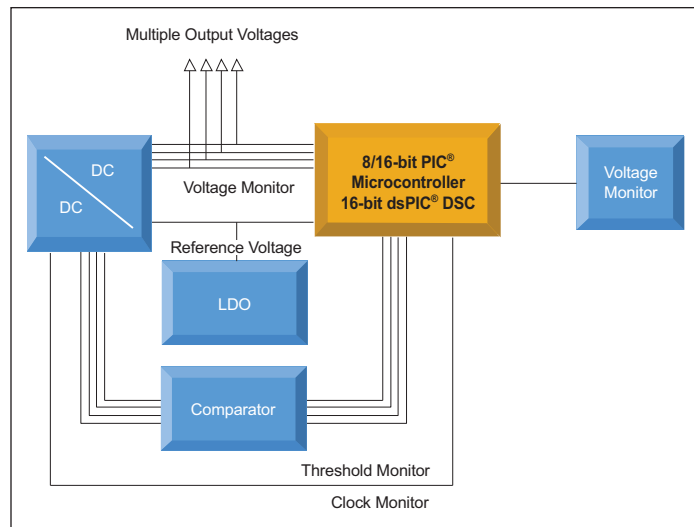 Multiple Output Voltages
DC
DC
Voltage Monitor
8/16-bit PIC®
Microcontroller
16-bit dsPIC® DSC
Voltage
Monitor
Reference Voltage
LDO
Comparator
Threshold Monitor
Clock Monitor